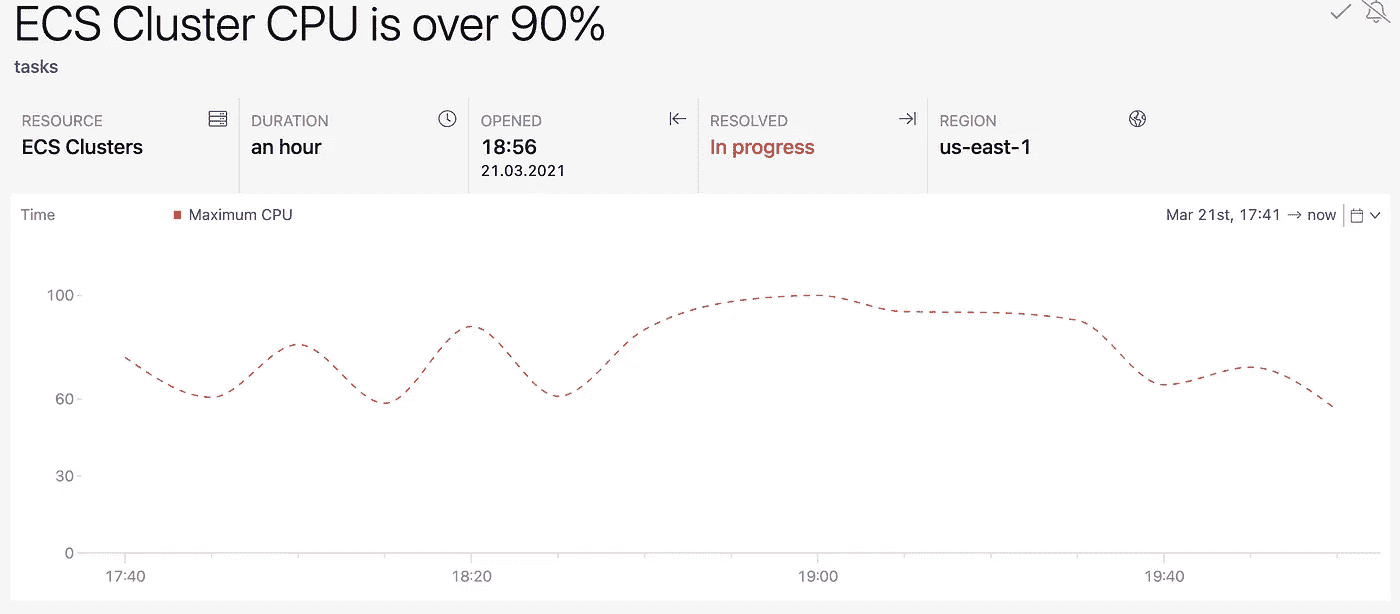 ECS Cluster CPU is over 90%
tasks
RESOURCE
ECS Clusters
DURATION
an hour
OPENED
18:56
21.03.2021
RESOLVED
In progress
REGION
us-east-1
Time
Maximum CPU
Mar 21st, 17:41 → now
100
60
30
0
17:40 18:20 19:00 19:40